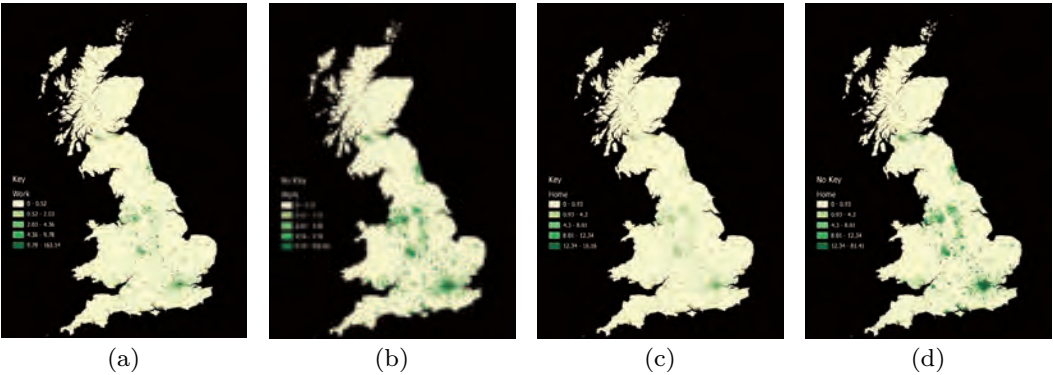 Key
Work
0 - 0.52
0.52 - 2.03
2.03 - 4.36
4.36 - 9.78
9.78 - 163.14
No Key
Work
Key
Home
0 - 0.93
0.93 - 4.2
4.2 - 8.01
8.01 - 12.34
12.34 - 16.16
No Key
Home
0 - 0.93
0.93 - 4.2
4.2 - 8.01
8.01 - 12.34
12.34 - 81.41
(a)
(b)
(c)
(d)